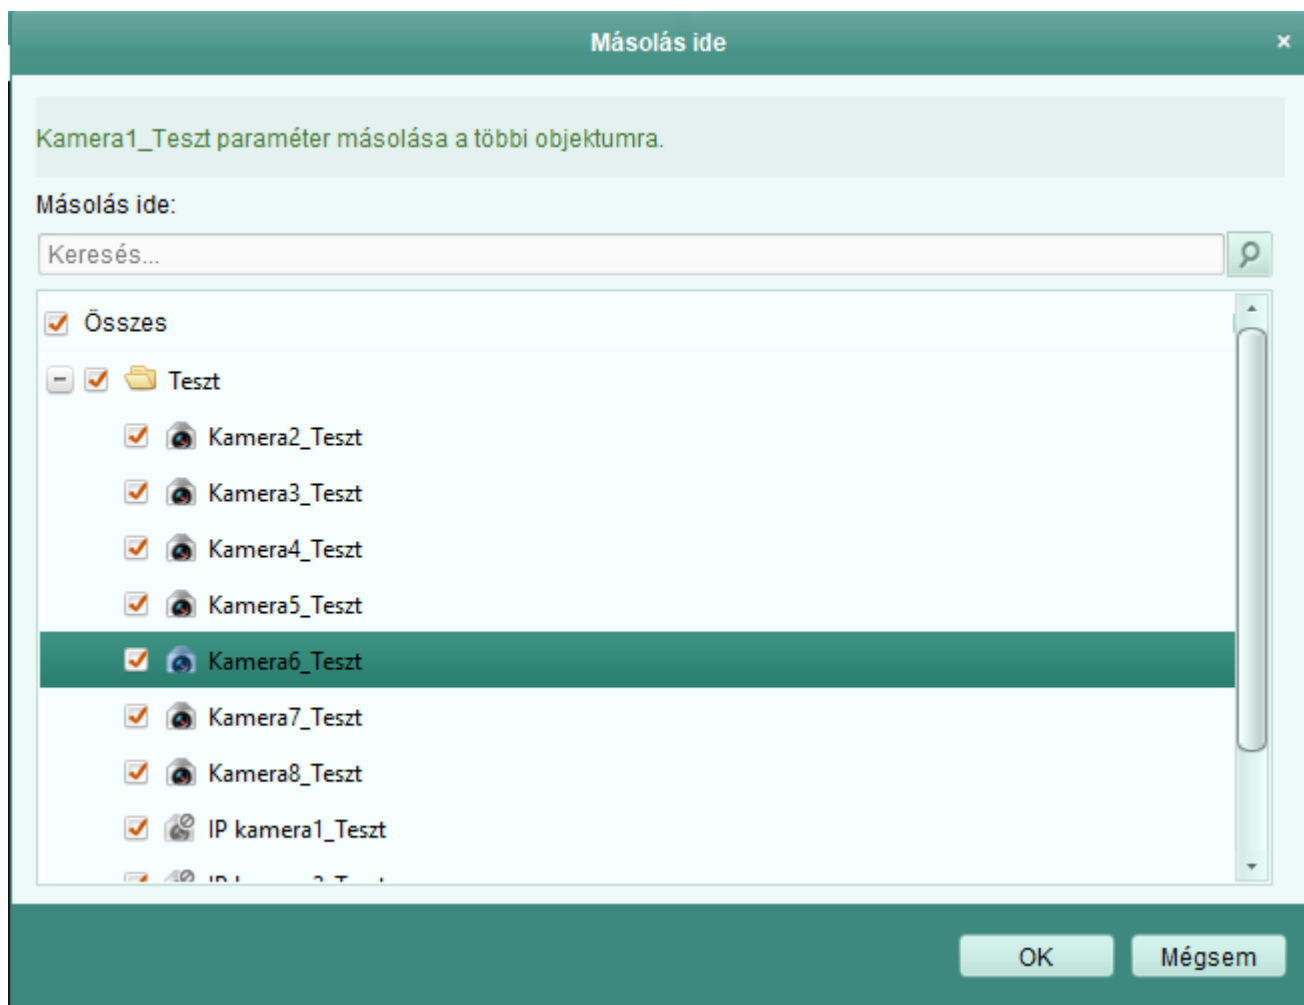 Másolás ide
Kamera1_Teszt paraméter másolása a többi objektumra.
Másolás ide:
Keresés...
Összes
Teszt
Kamera2_Teszt
Kamera3_Teszt
Kamera4_Teszt
Kamera5_Teszt
Kamera6_Teszt
Kamera7_Teszt
Kamera8_Teszt
IP kamera1_Teszt
OK Mégsem